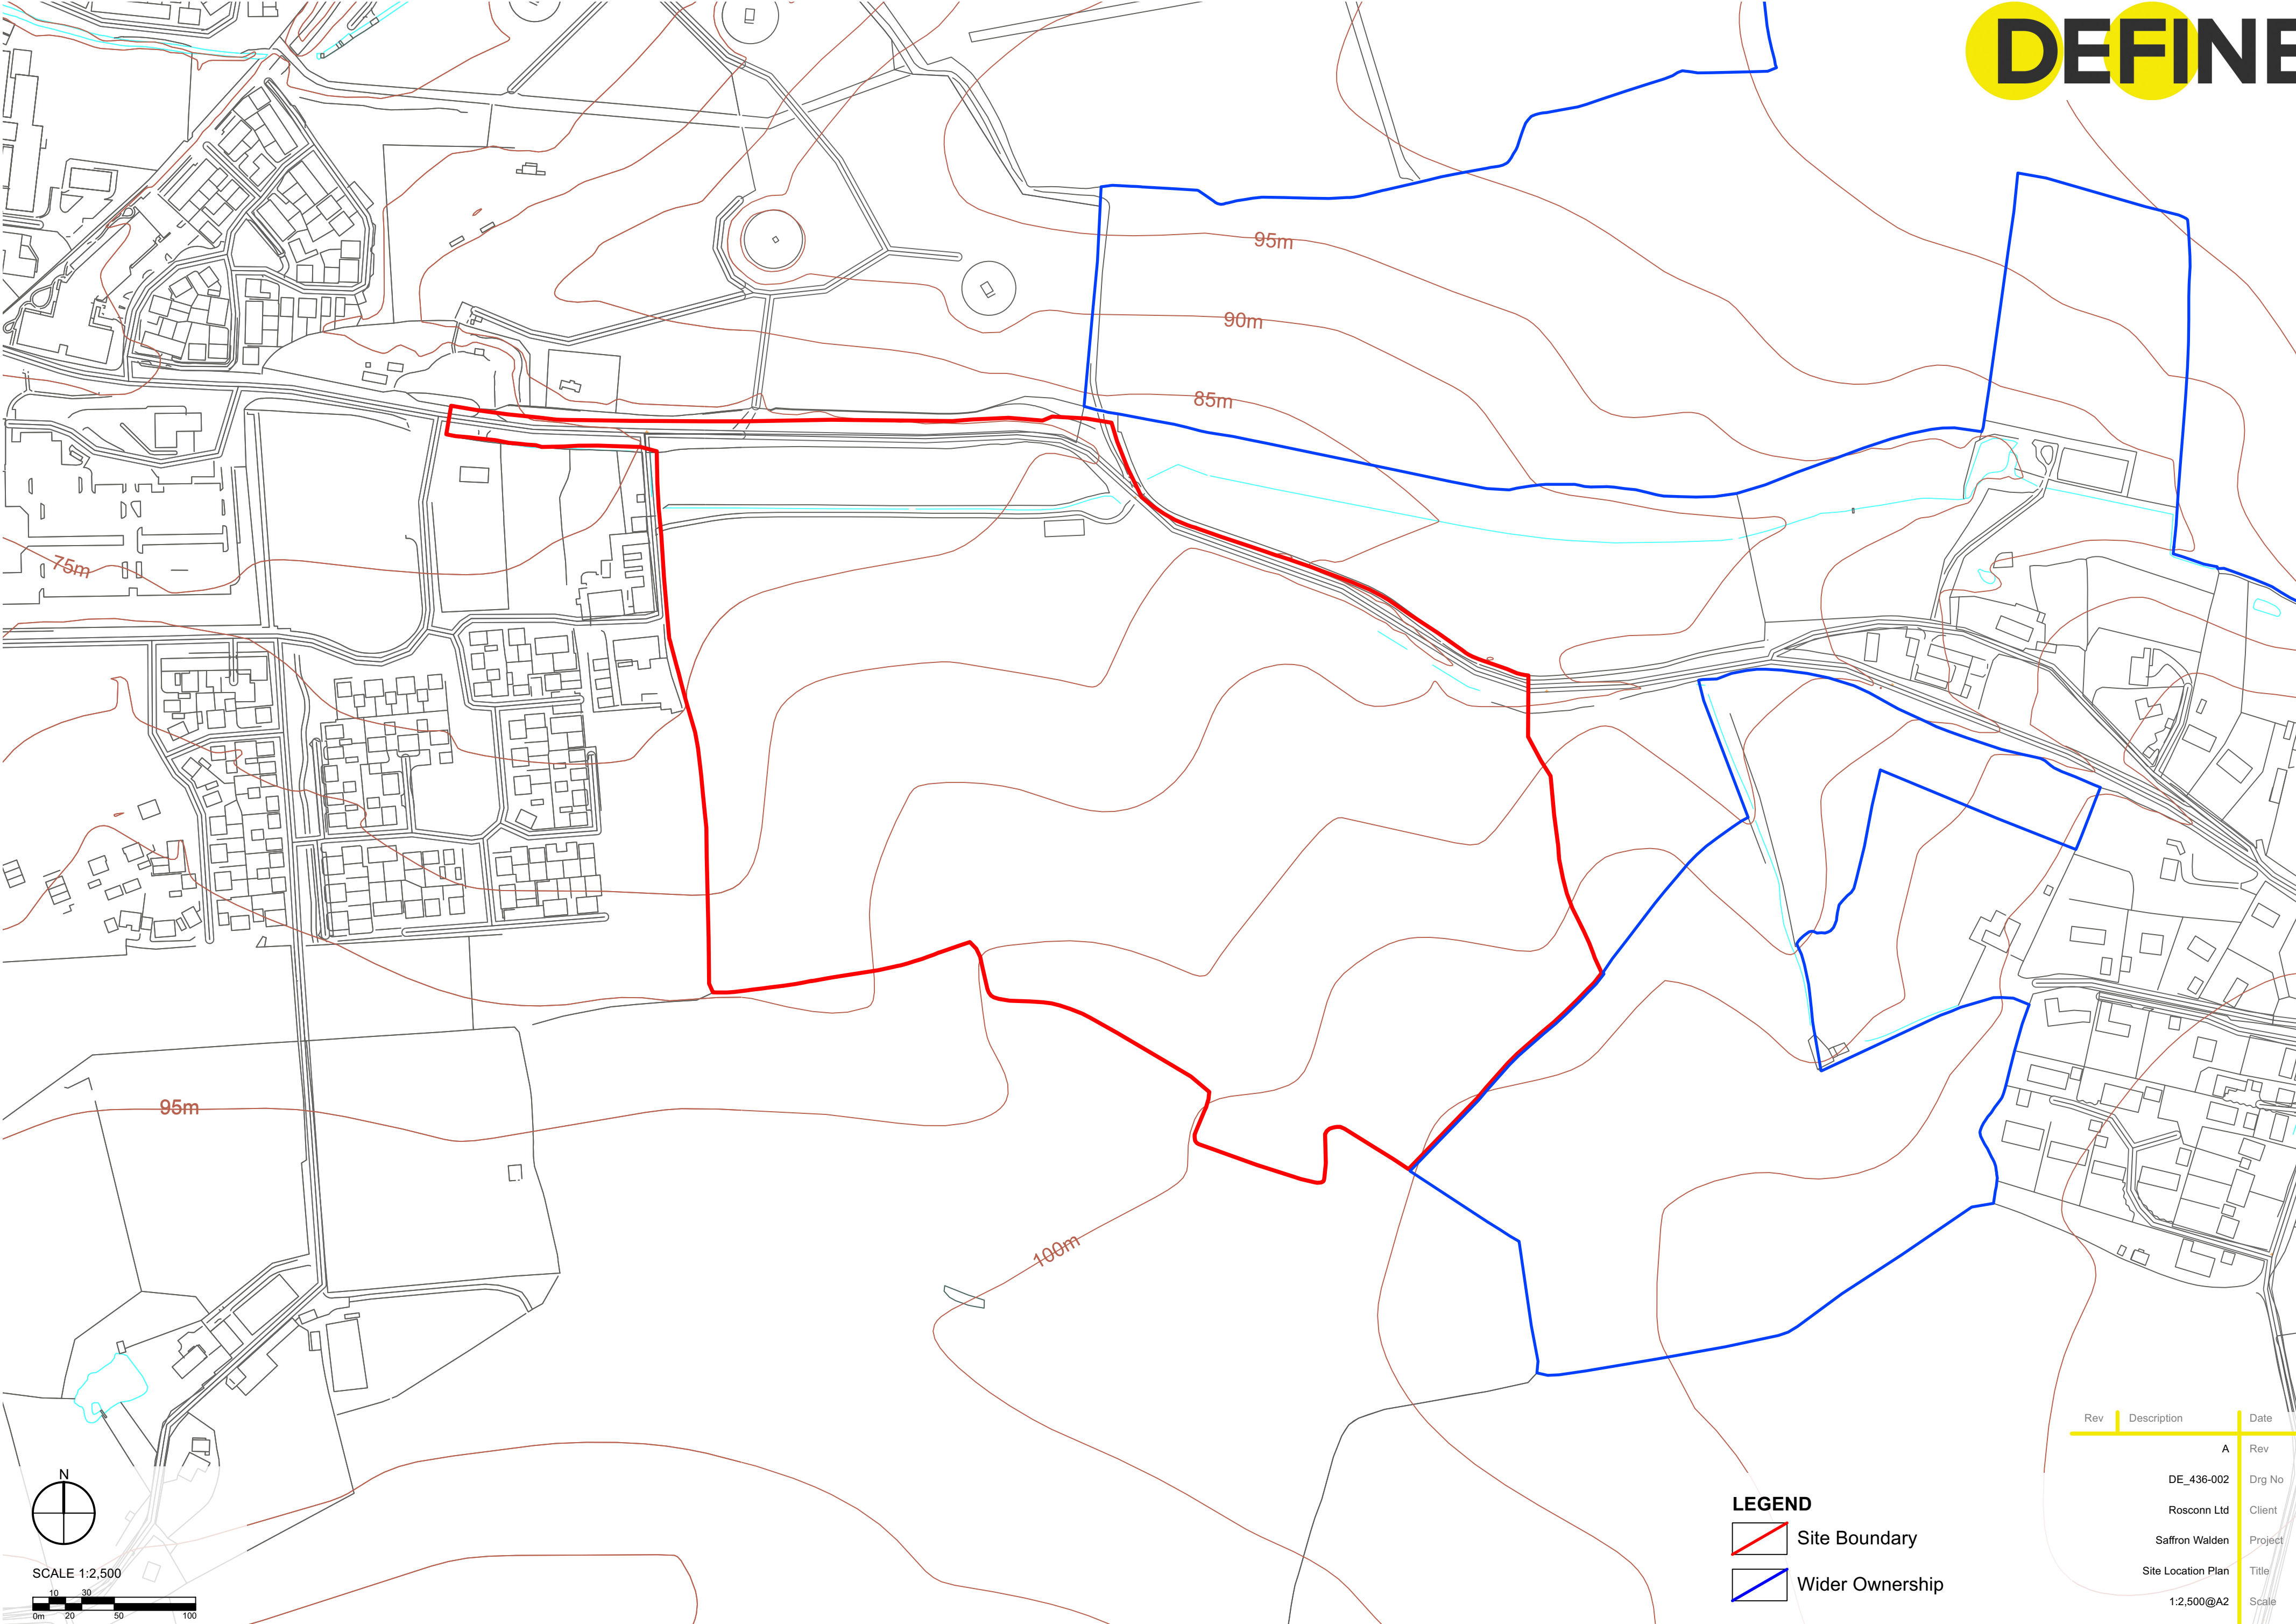 DEFINE
95m
90m
85m
75m
95m
100m
N
SCALE 1:2,500
10 30
0m 20 50 100
LEGEND
Site Boundary
Wider Ownership
Rev Description Date
A Rev
DE_436-002 Drg No
Rosconn Ltd Client
Saffron Walden Project
Site Location Plan Title
1:2,500@A2 Scale